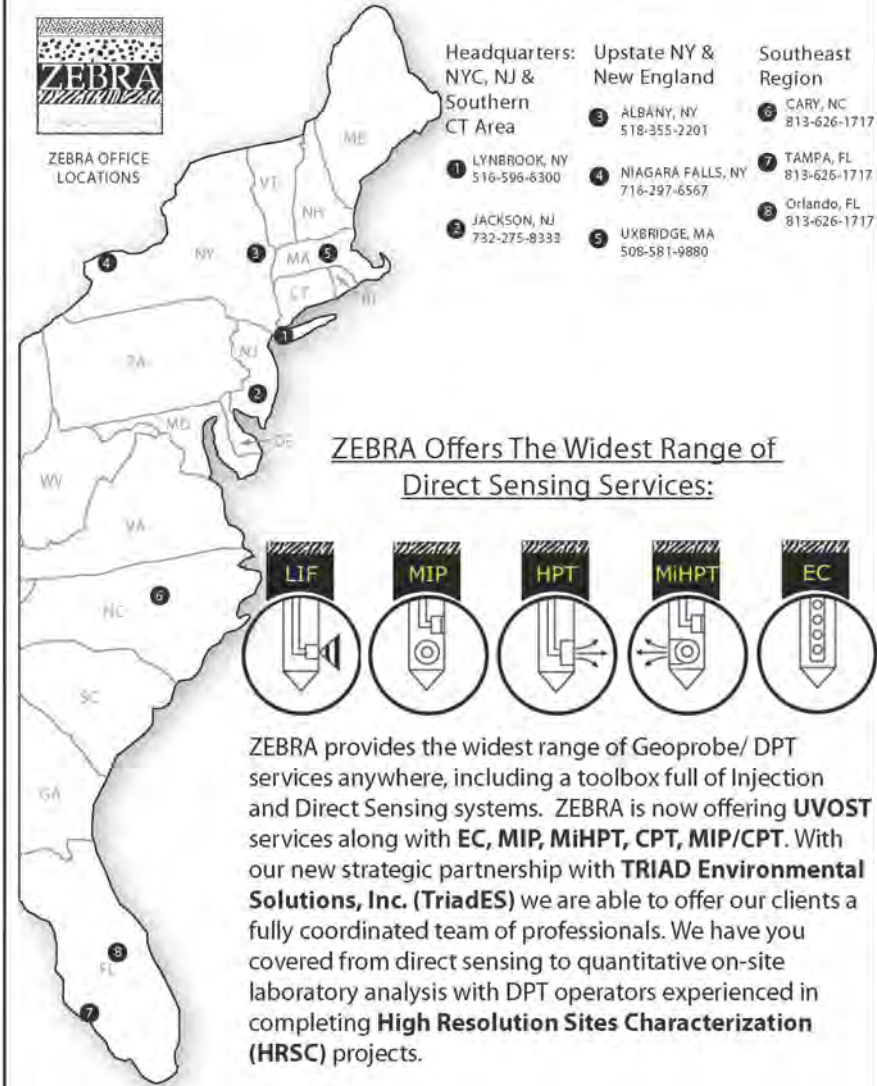 ZEBRA
ZEBRA OFFICE
LOCATIONS
Headquarters:
NYC, NJ &
Southern
CT Area
1 LYNBROOK, NY
516-596-6300
2 JACKSON, NJ
732-275-8333
Upstate NY &
New England
3 ALBANY, NY
518-355-2201
4 NIAGARA FALLS, NY
716-297-6567
5 UXBRIDGE, MA
508-581-9880
Southeast
Region
6 CARY, NC
813-626-1717
7 TAMPA, FL
813-626-1717
8 Orlando, FL
813-626-1717
ME
VT
NH
NY
3
MA
5
4
CT
RI
1
PA
NJ
2
MD
DE
WV
VA
NC
6
SC
GA
FL
8
7
ZEBRA Offers The Widest Range of
Direct Sensing Services:
LIF
MIP
HPT
MiHPT
EC
ZEBRA provides the widest range of Geoprobe/ DPT
services anywhere, including a toolbox full of Injection
and Direct Sensing systems. ZEBRA is now offering UVOST
services along with EC, MIP, MiHPT, CPT, MIP/CPT. With
our new strategic partnership with TRIAD Environmental
Solutions, Inc. (TriadES) we are able to offer our clients a
fully coordinated team of professionals. We have you
covered from direct sensing to quantitative on-site
laboratory analysis with DPT operators experienced in
completing High Resolution Sites Characterization
(HRSC) projects.